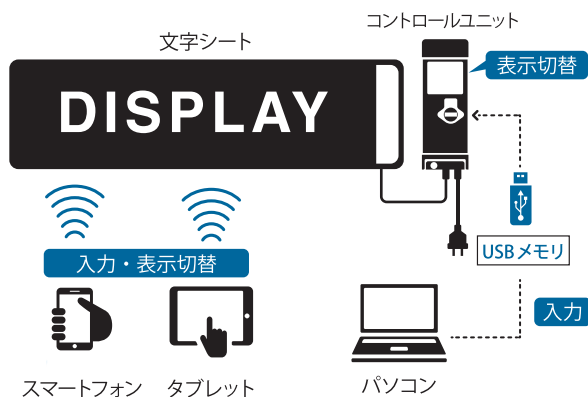 コントロールユニット
文字シート
表示切替
DISPLAY
USBメモリ
入力・表示切替
入力
スマートフォン
タブレット
パソコン